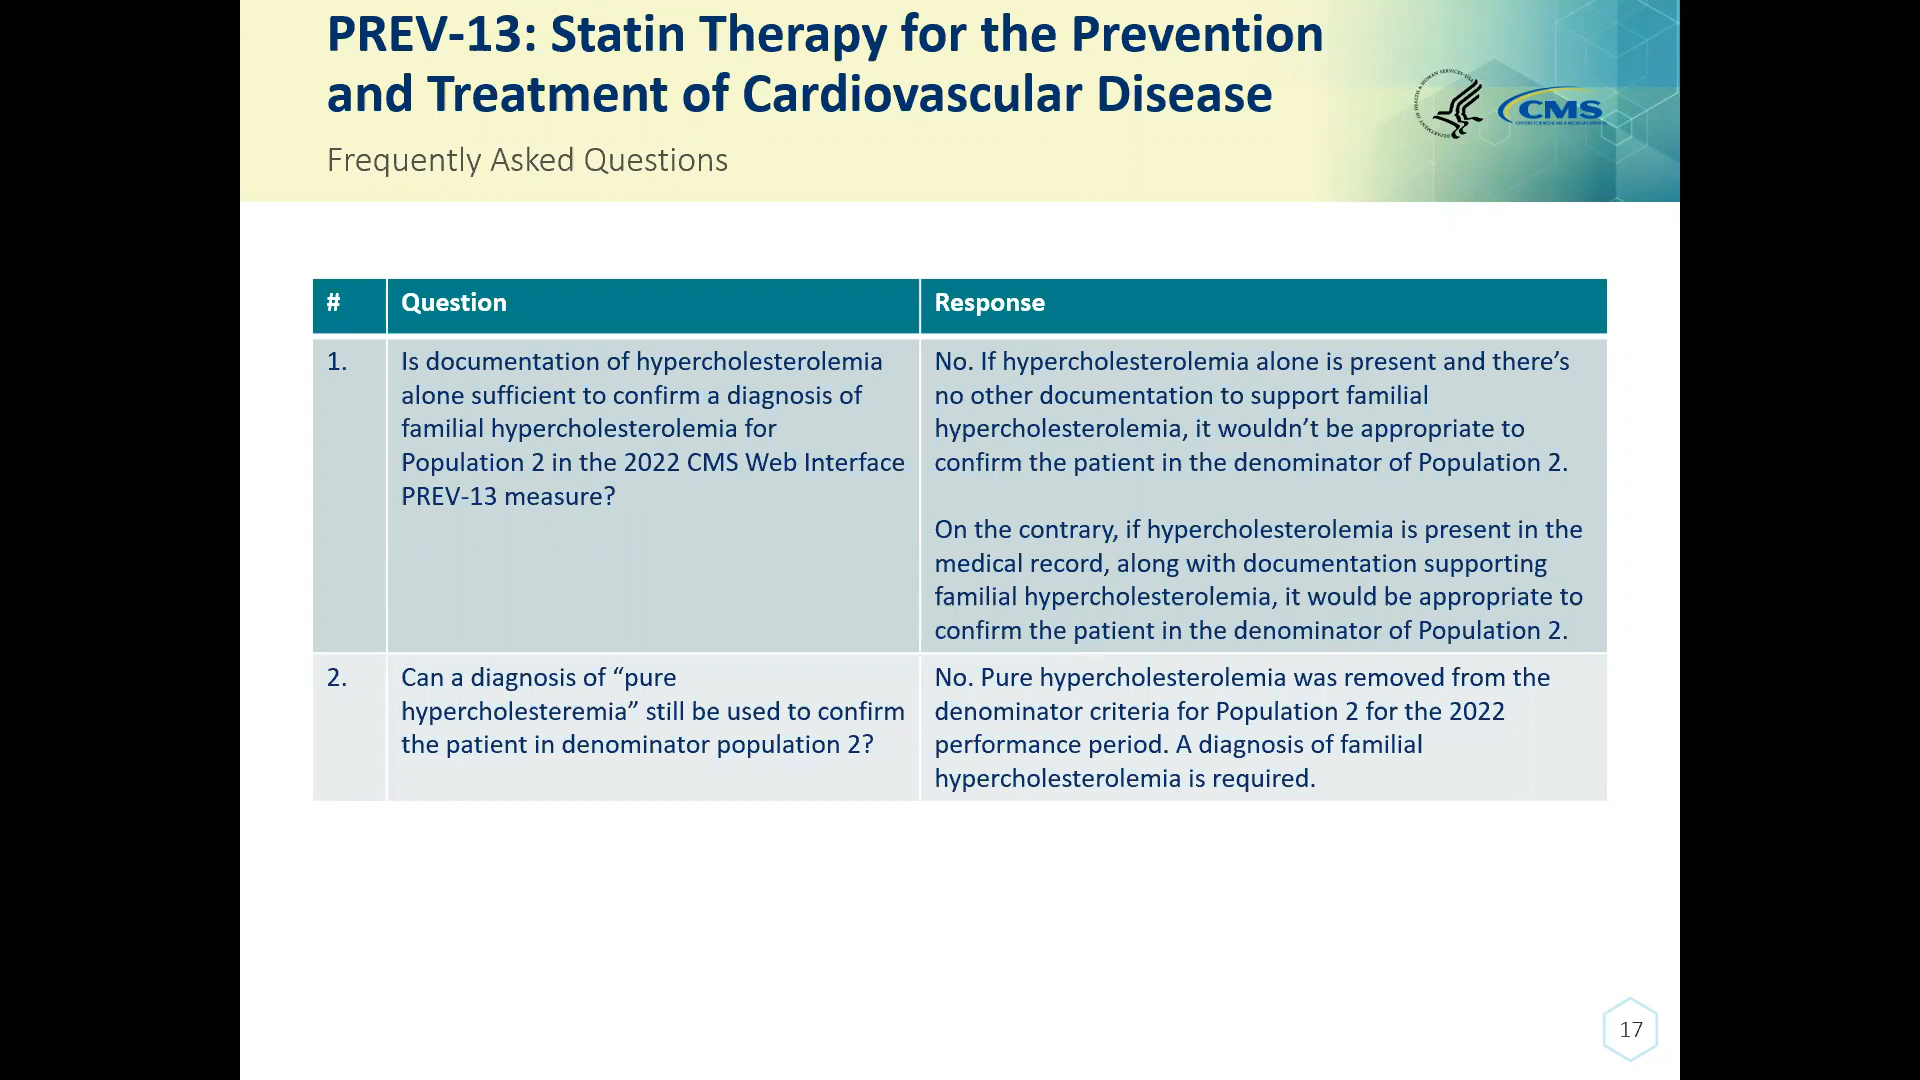 PREV-13: Statin Therapy for the Prevention
and Treatment of Cardiovascular Disease
Frequently Asked Questions
CMS
#
Question
Response
1.
Is documentation of hypercholesterolemia
alone sufficient to confirm a diagnosis of
familial hypercholesterolemia for
Population 2 in the 2022 CMS Web Interface
PREV-13 measure?
No. If hypercholesterolemia alone is present and there’s
no other documentation to support familial
hypercholesterolemia, it wouldn’t be appropriate to
confirm the patient in the denominator of Population 2.
On the contrary, if hypercholesterolemia is present in the
medical record, along with documentation supporting
familial hypercholesterolemia, it would be appropriate to
confirm the patient in the denominator of Population 2.
2.
Can a diagnosis of “pure
hypercholesteremia” still be used to confirm
the patient in denominator population 2?
No. Pure hypercholesterolemia was removed from the
denominator criteria for Population 2 for the 2022
performance period. A diagnosis of familial
hypercholesterolemia is required.
17